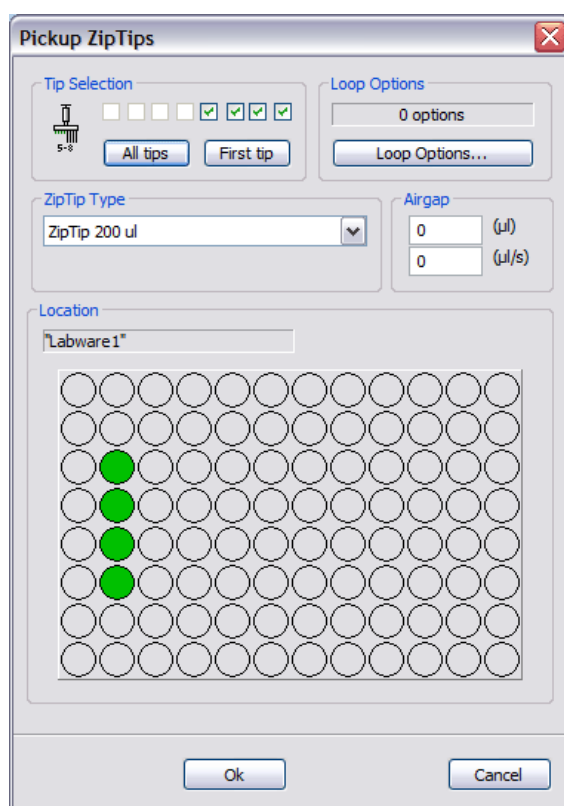 Pickup ZipTips
Tip Selection
5-8
All tips
First tip
Loop Options
0 options
Loop Options...
ZipTip Type
ZipTip 200 ul
Airgap
0 (µl)
0 (µl/s)
Location
"Labware1"
Ok
Cancel